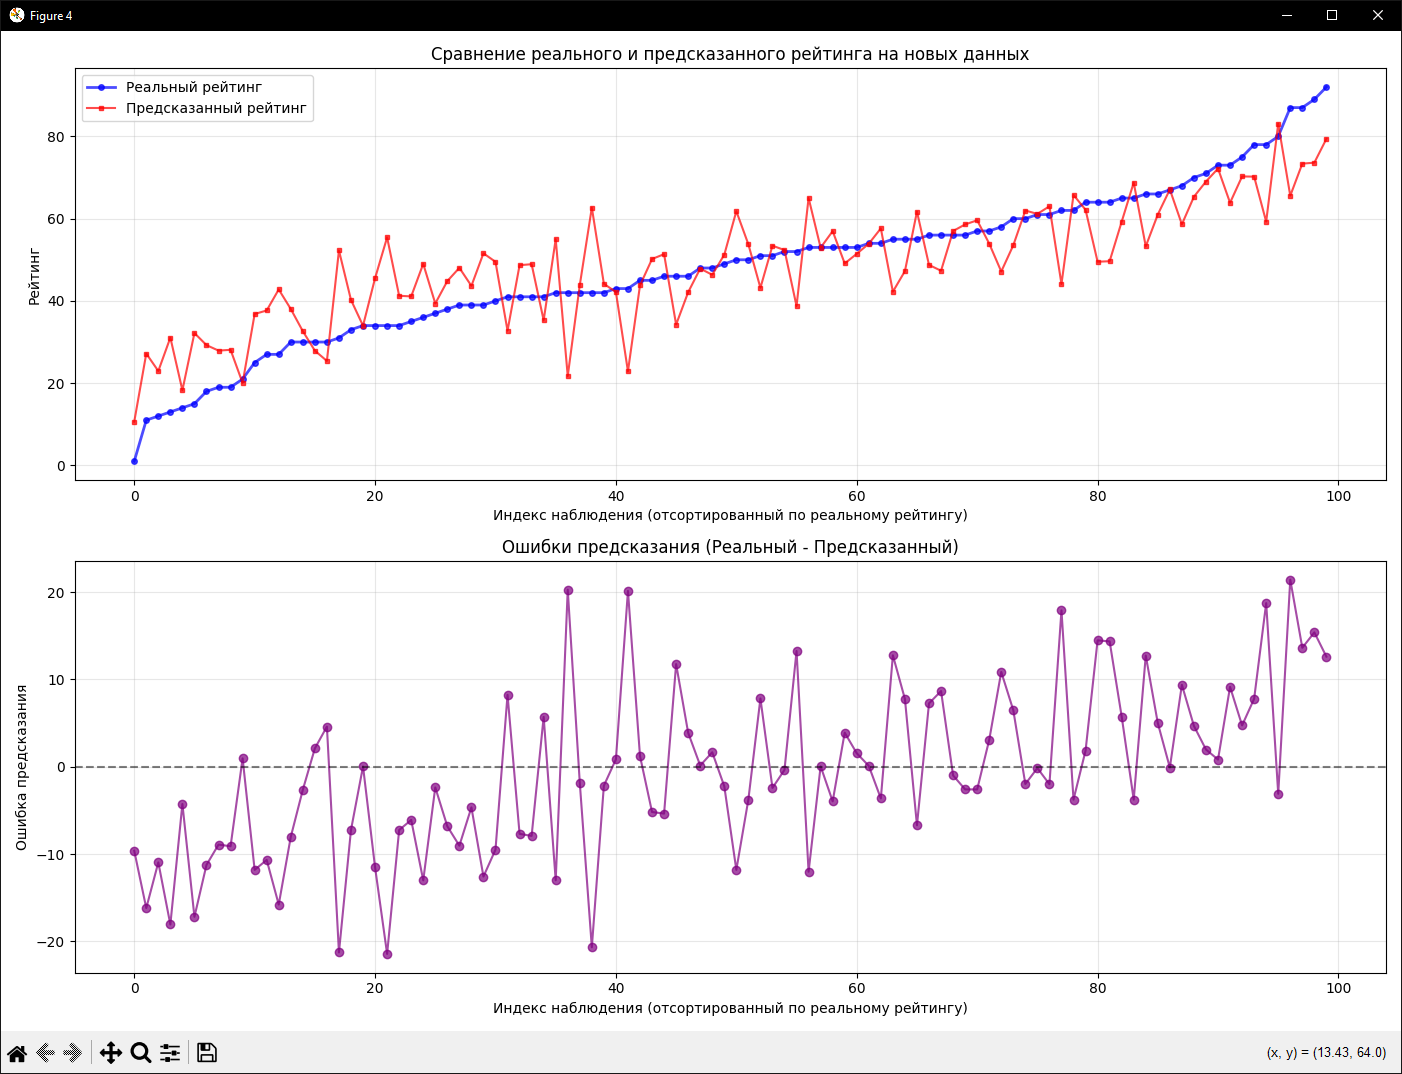 Figure 4
Сравнение реального и предсказанного рейтинга на новых данных
Реальный рейтинг
Предсказанный рейтинг
Рейтинг
80
60
40
20
0
0 20 40 60 80 100
Индекс наблюдения (отсортированный по реальному рейтингу)
Ошибки предсказания (Реальный - Предсказанный)
Ошибка предсказания
20
10
0
−10
−20
0 20 40 60 80 100
Индекс наблюдения (отсортированный по реальному рейтингу)
(x, y) = (13.43, 64.0)